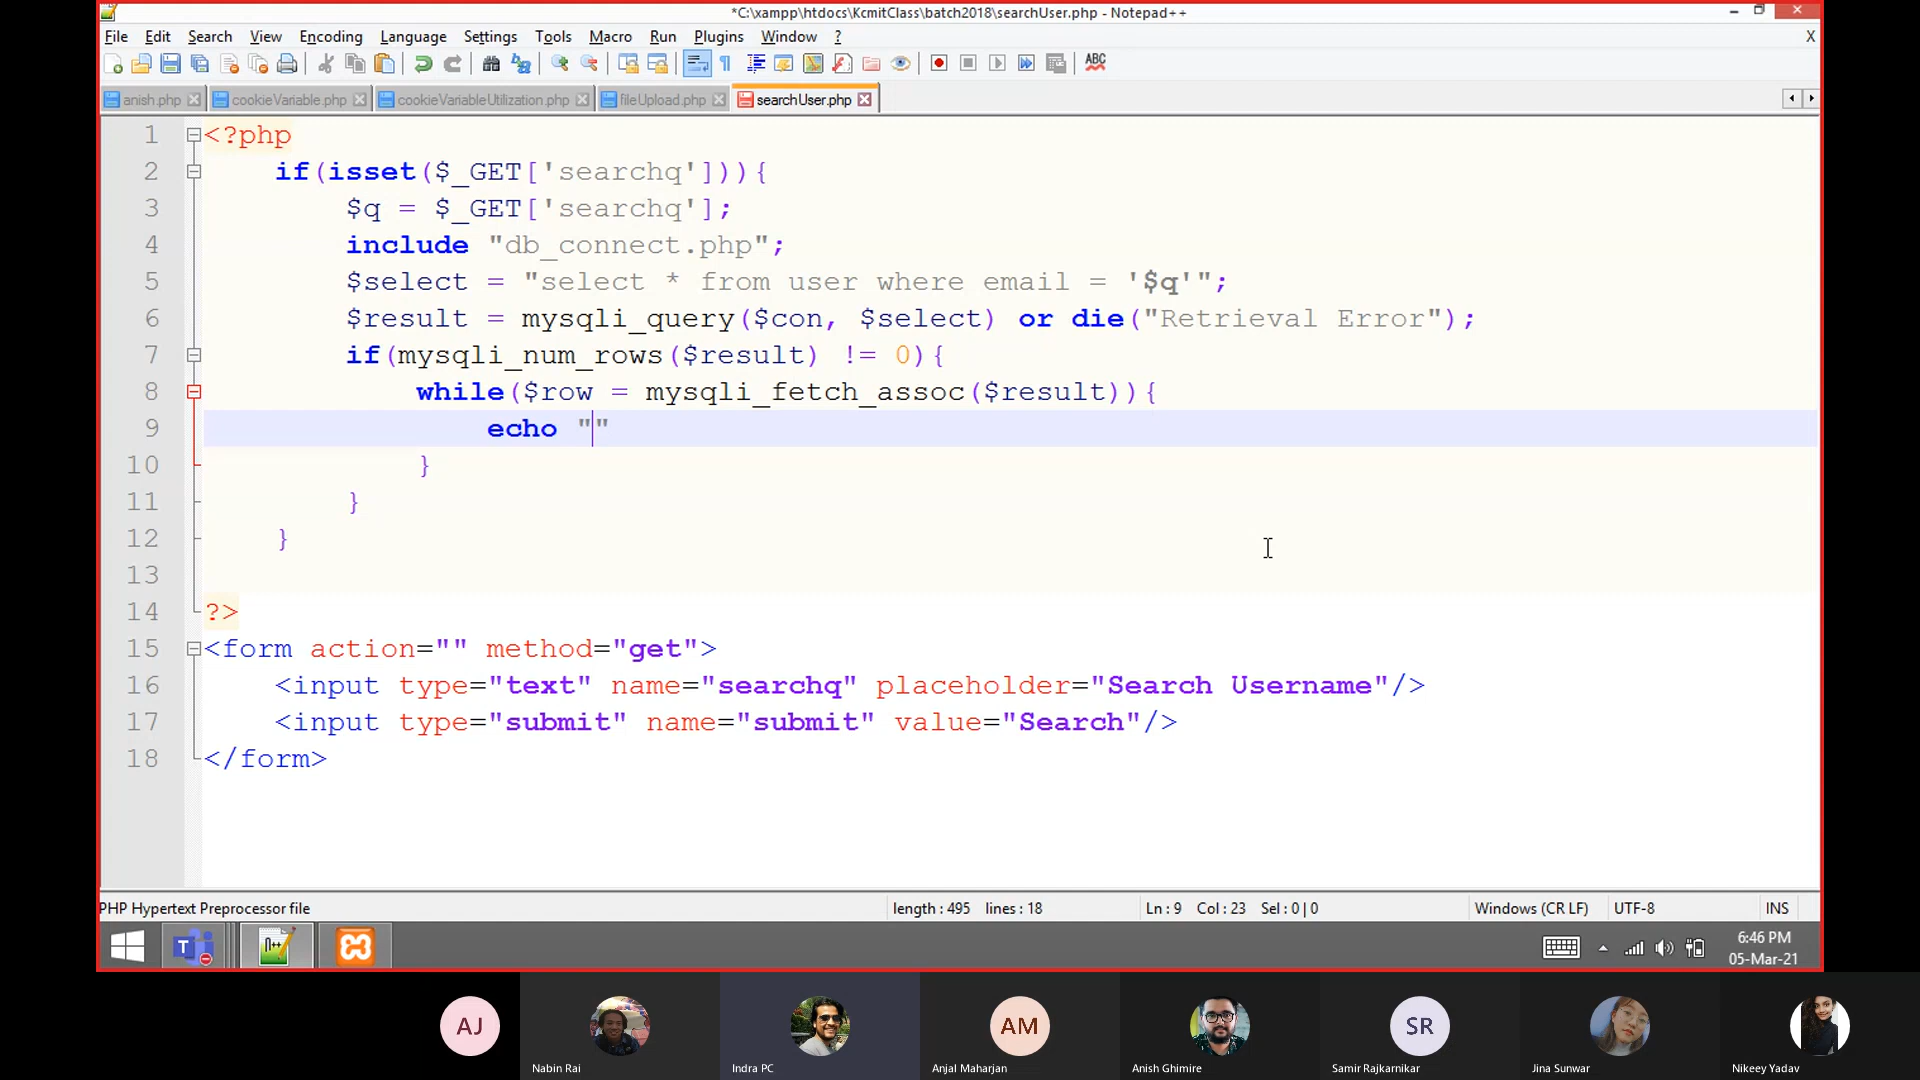 *C:\xampp\htdocs\KcmitClass\batch2018\searchUser.php - Notepad++
File Edit Search View Encoding Language Settings Tools Macro Run Plugins Window ? X
ABC
anish.php cookieVariable.php cookieVariableUtilization.php fileUpload.php searchUser.php
1 <?php
2 if(isset($_GET['searchq'])){
3 $q = $_GET['searchq'];
4 include "db_connect.php";
5 $select = "select * from user where email = '$q'";
6 $result = mysqli_query($con, $select) or die("Retrieval Error");
7 if(mysqli_num_rows($result) != 0){
8 while($row = mysqli_fetch_assoc($result)){
9 echo ""
10 }
11 }
12 }
13
14 ?>
15 <form action="" method="get">
16 <input type="text" name="searchq" placeholder="Search Username"/>
17 <input type="submit" name="submit" value="Search"/>
18 </form>
PHP Hypertext Preprocessor file length : 495 lines : 18 Ln : 9 Col : 23 Sel : 0 | 0 Windows (CR LF) UTF-8 INS
6:46 PM
05-Mar-21
AJ AM SR
Nabin Rai Indra PC Anjal Maharjan Anish Ghimire Samir Rajkarnikar Jina Sunwar Nikeey Yadav